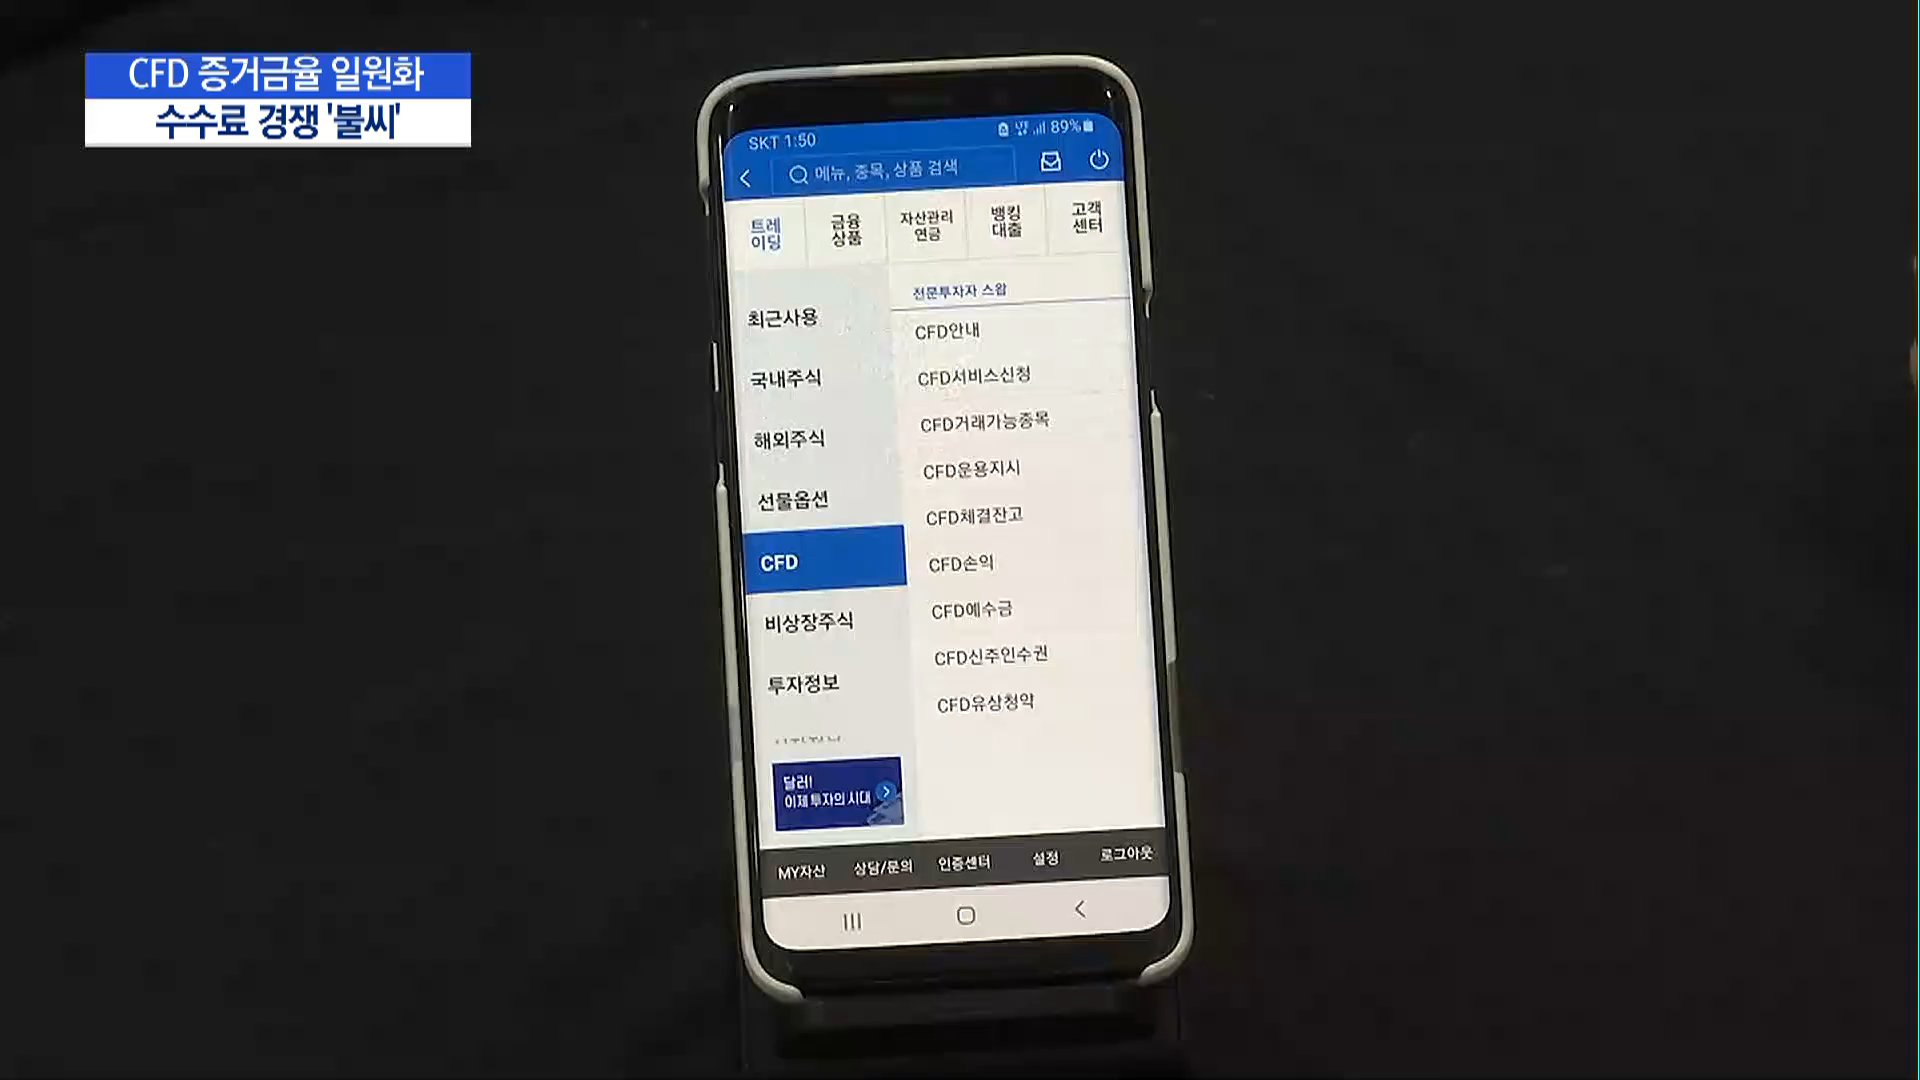 CFD 증거금율 일원화
수수료 경쟁 '불씨'
SKT 1:50
89%
메뉴, 종목, 상품 검색
트레
이딩
금융
상품
자산관리
연금
뱅킹
대출
고객
센터
최근사용
국내주식
해외주식
선물옵션
CFD
비상장주식
투자정보
전문투자자 스왑
CFD안내
CFD서비스신청
CFD거래가능종목
CFD운용지시
CFD체결잔고
CFD손익
CFD예수금
CFD신주인수권
CFD유상청약
달러!
이제 투자의 시대
MY자산
상담/문의
인증센터
설정
로그아웃